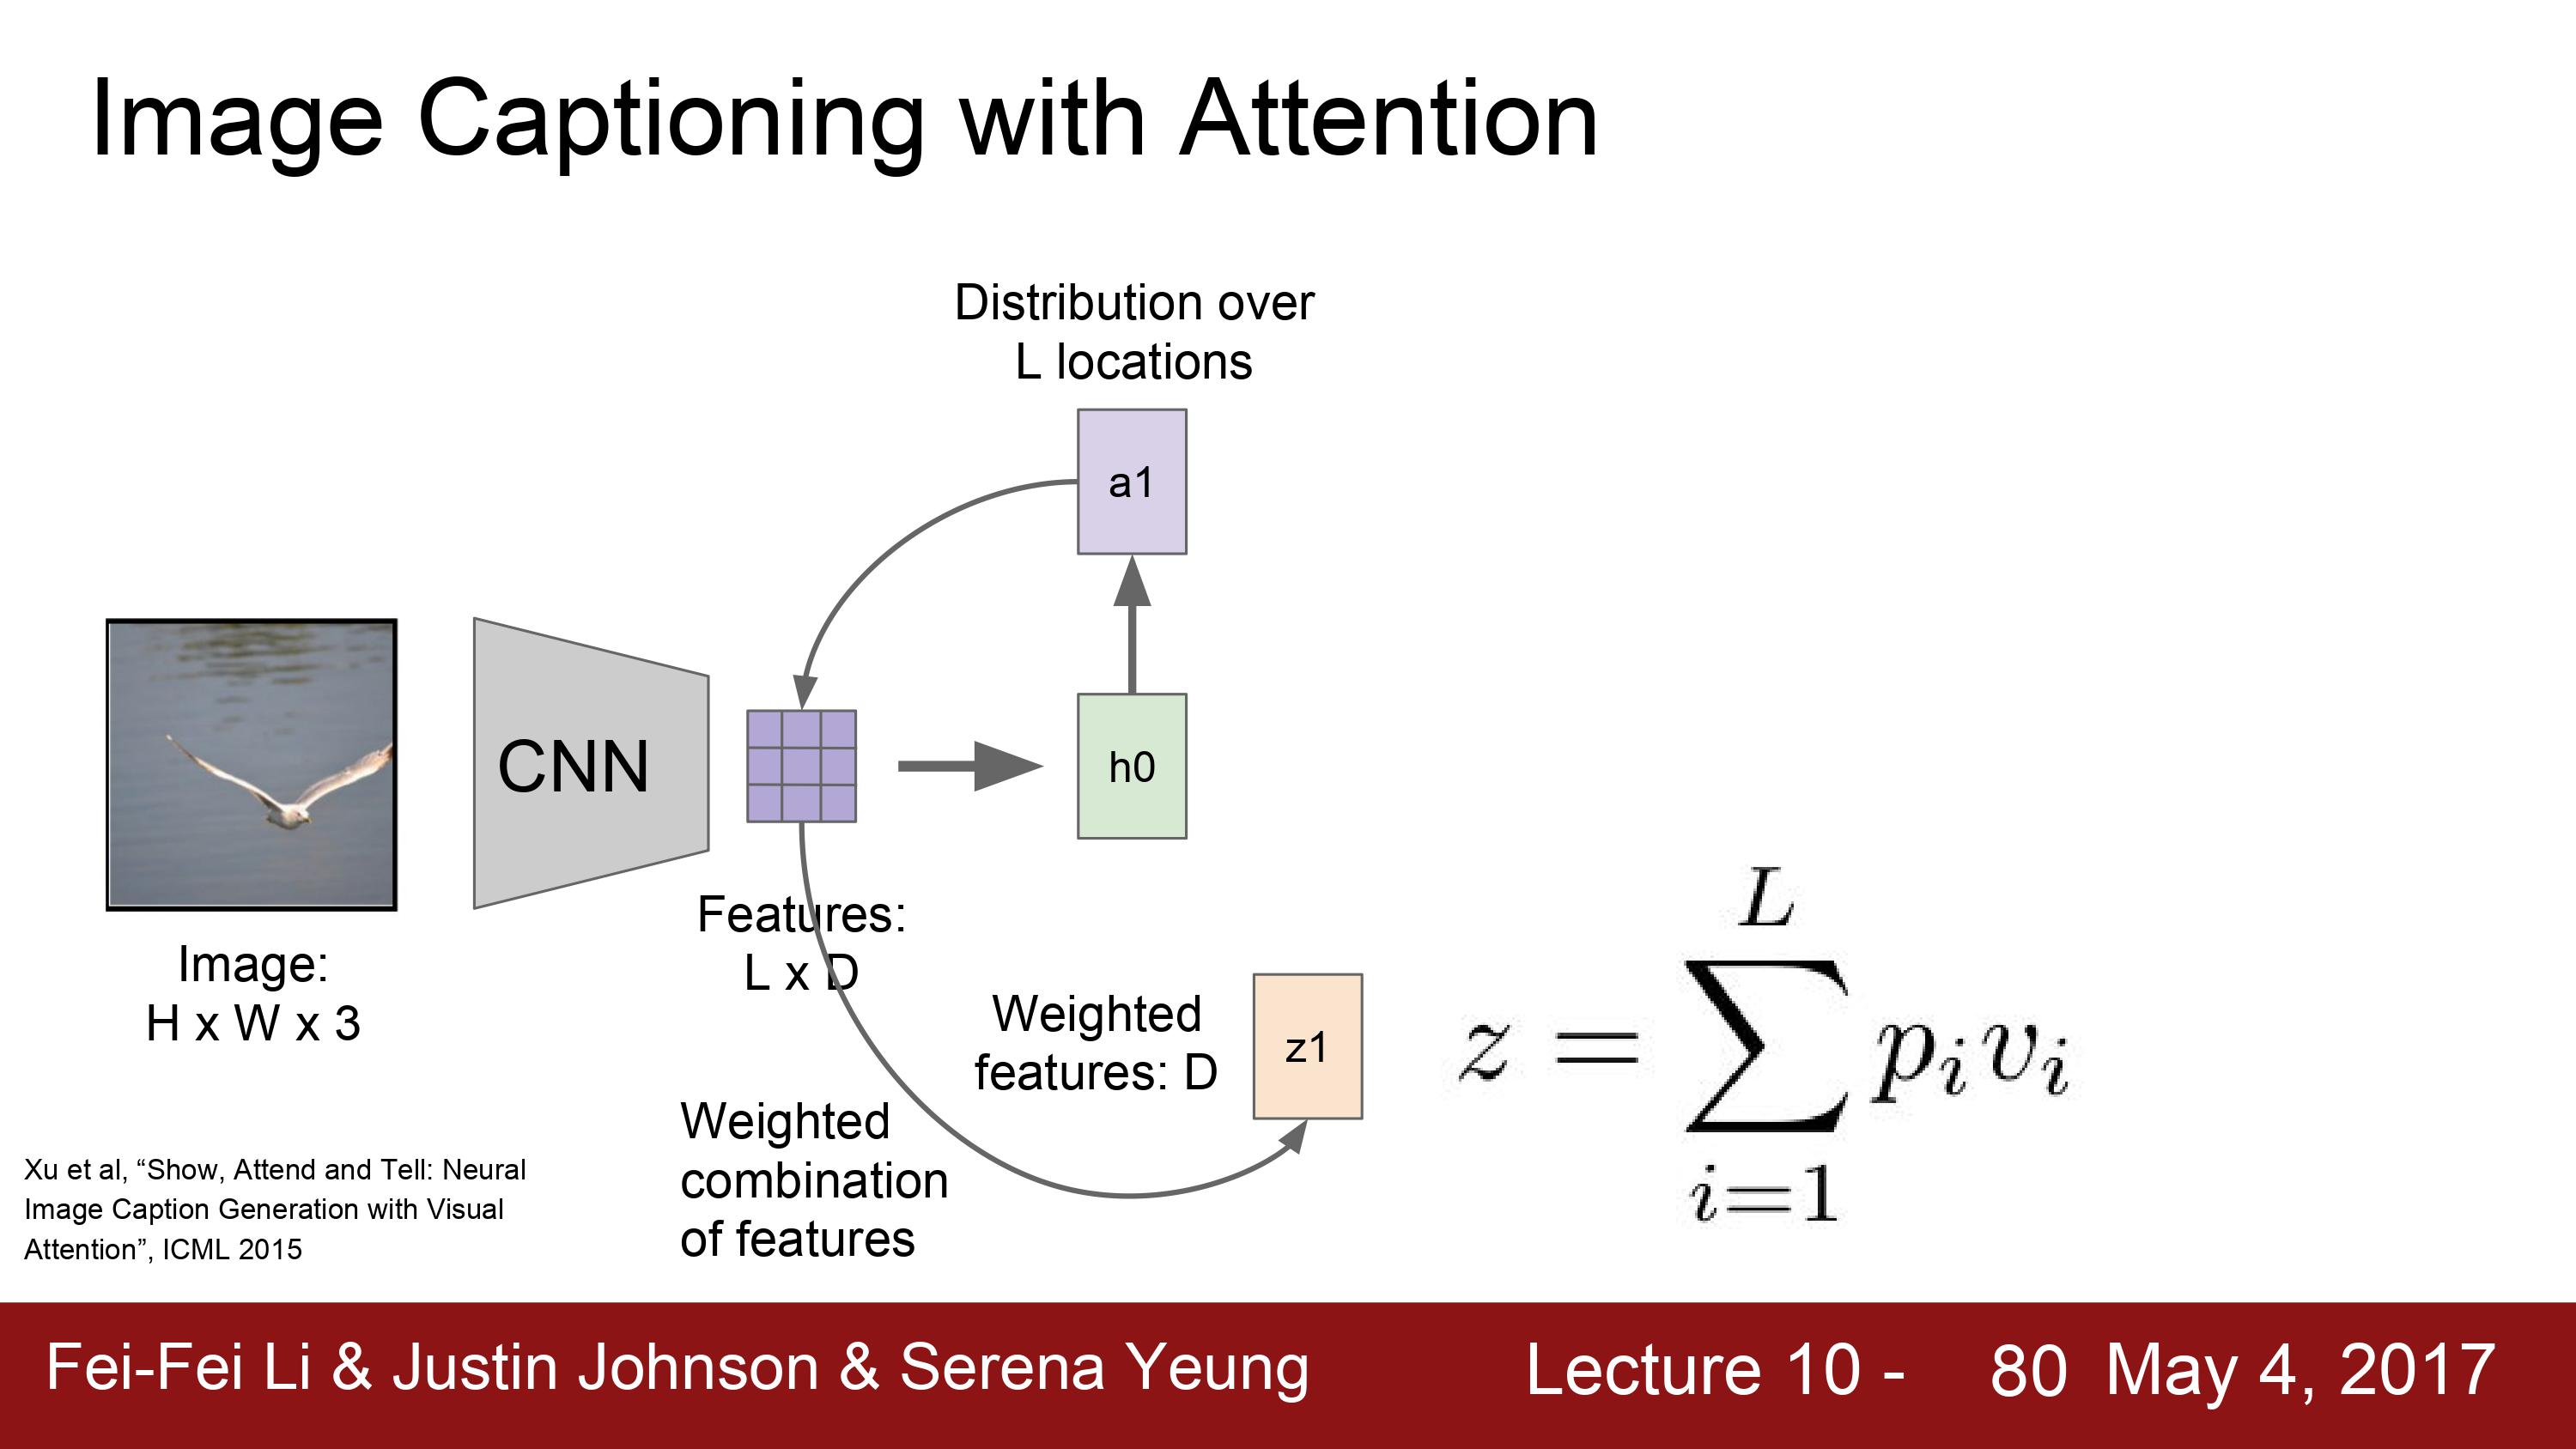 Image Captioning with Attention
Distribution over
L locations
a1
CNN
h0
Features:
L x D
Image:
H x W x 3
Weighted
features: D
z1
z = \sum_{i=1}^{L} p_i v_i
Weighted
combination
of features
Xu et al, “Show, Attend and Tell: Neural
Image Caption Generation with Visual
Attention”, ICML 2015
Fei-Fei Li & Justin Johnson & Serena Yeung
Lecture 10 - 80 May 4, 2017